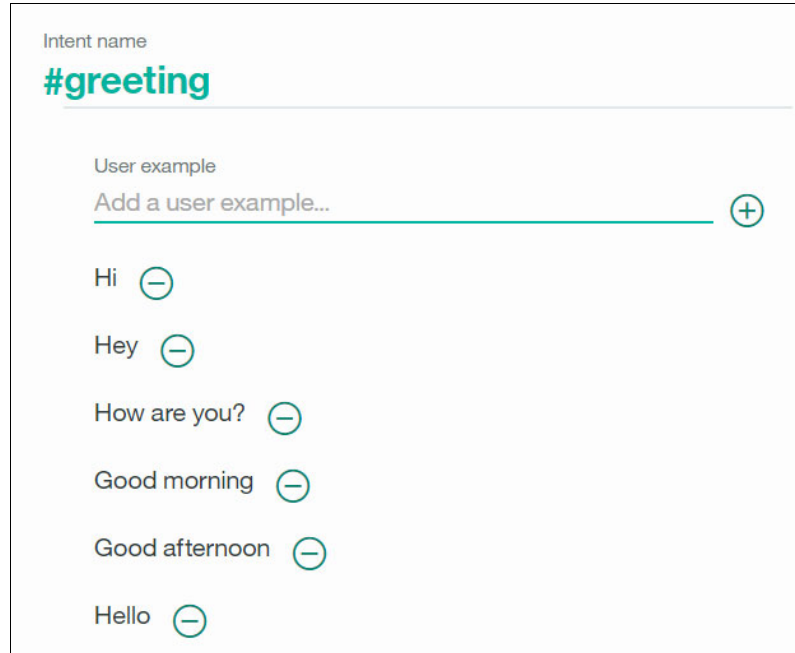 Intent name
#greeting
User example
Add a user example...
Hi
Hey
How are you?
Good morning
Good afternoon
Hello